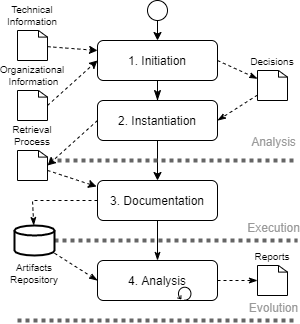 Technical
Information
1. Initiation
Decisions
Organizational
Information
2. Instantiation
Retrieval
Process
Analysis
3. Documentation
Execution
Artifacts
Repository
4. Analysis
Reports
Evolution